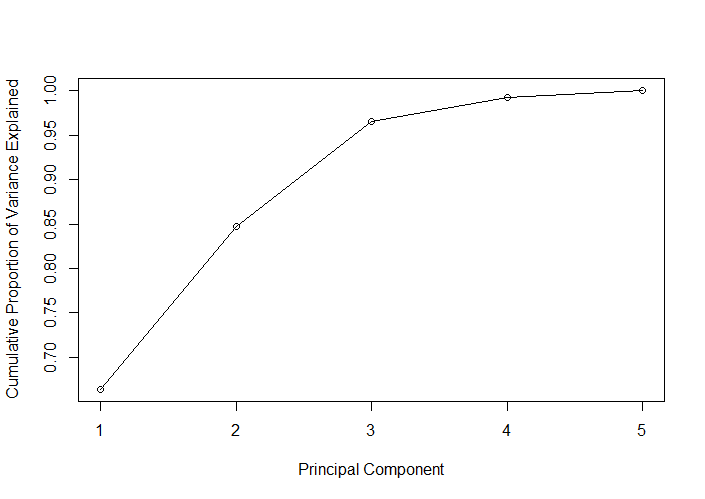 Cumulative Proportion of Variance Explained
1.00
0.95
0.90
0.85
0.80
0.75
0.70
1 2 3 4 5
Principal Component